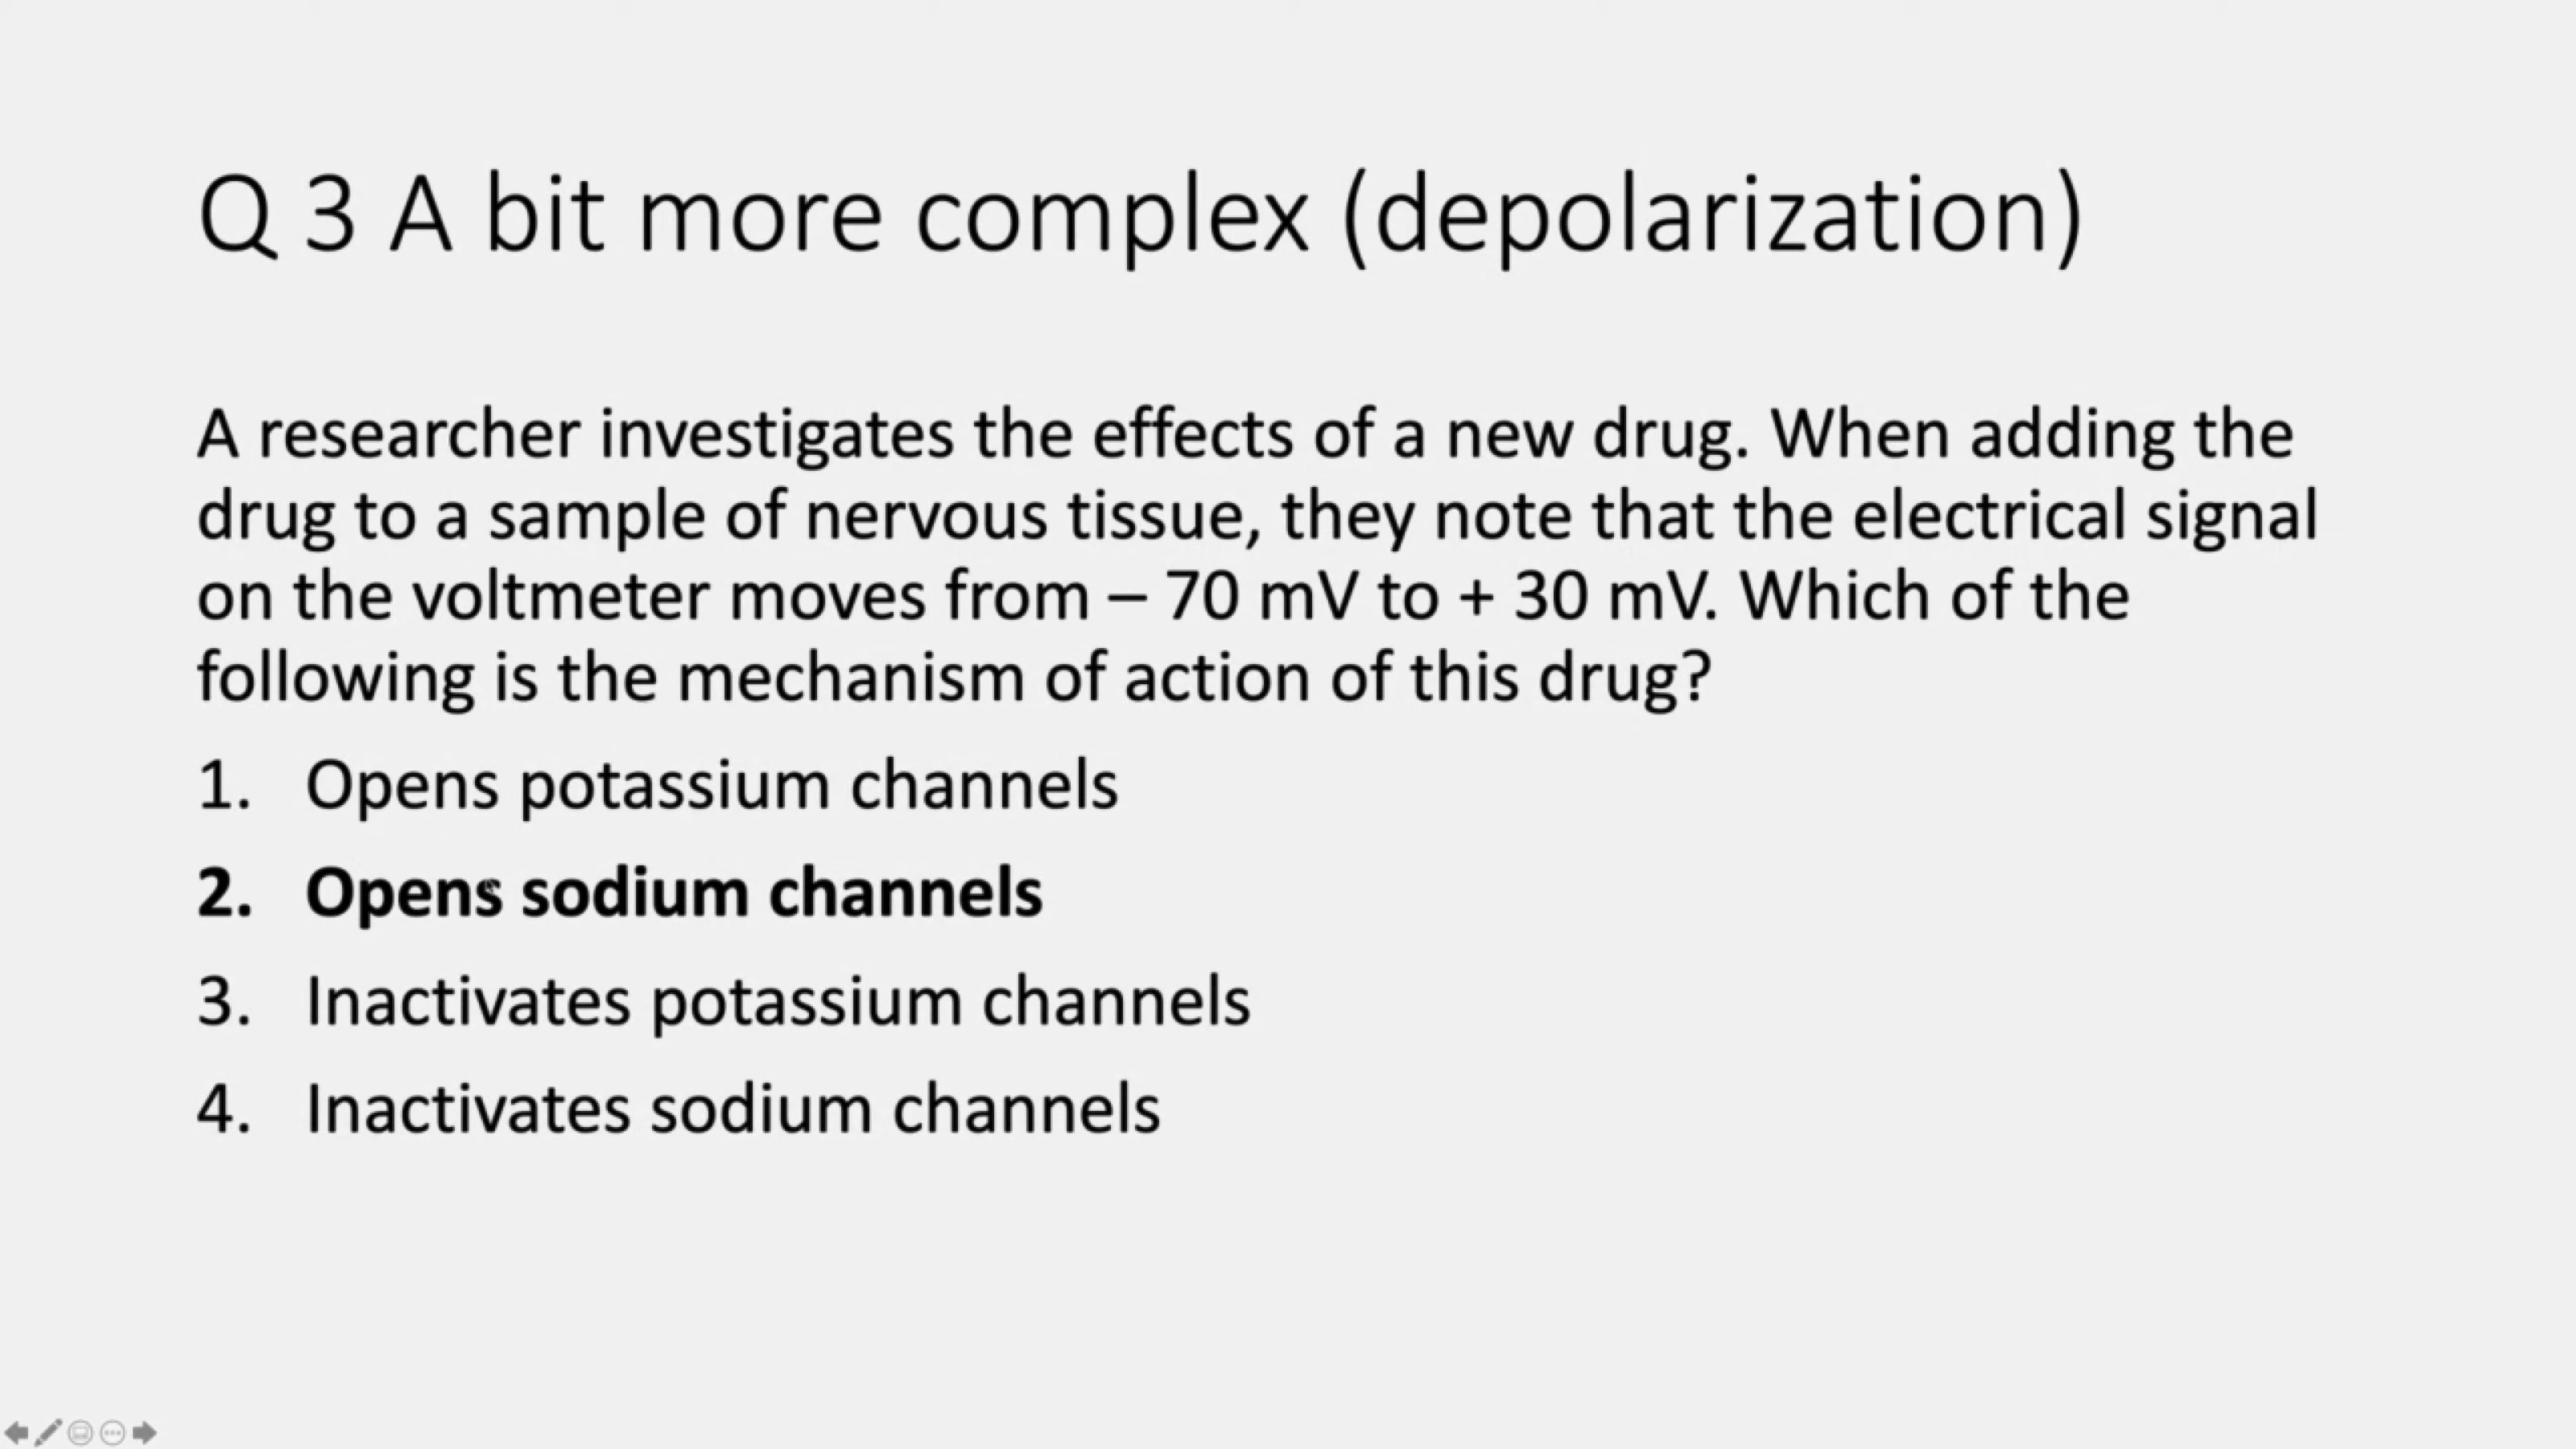 Q 3 A bit more complex (depolarization)
A researcher investigates the effects of a new drug. When adding the
drug to a sample of nervous tissue, they note that the electrical signal
on the voltmeter moves from – 70 mV to + 30 mV. Which of the
following is the mechanism of action of this drug?
1. Opens potassium channels
2. Opens sodium channels
3. Inactivates potassium channels
4. Inactivates sodium channels